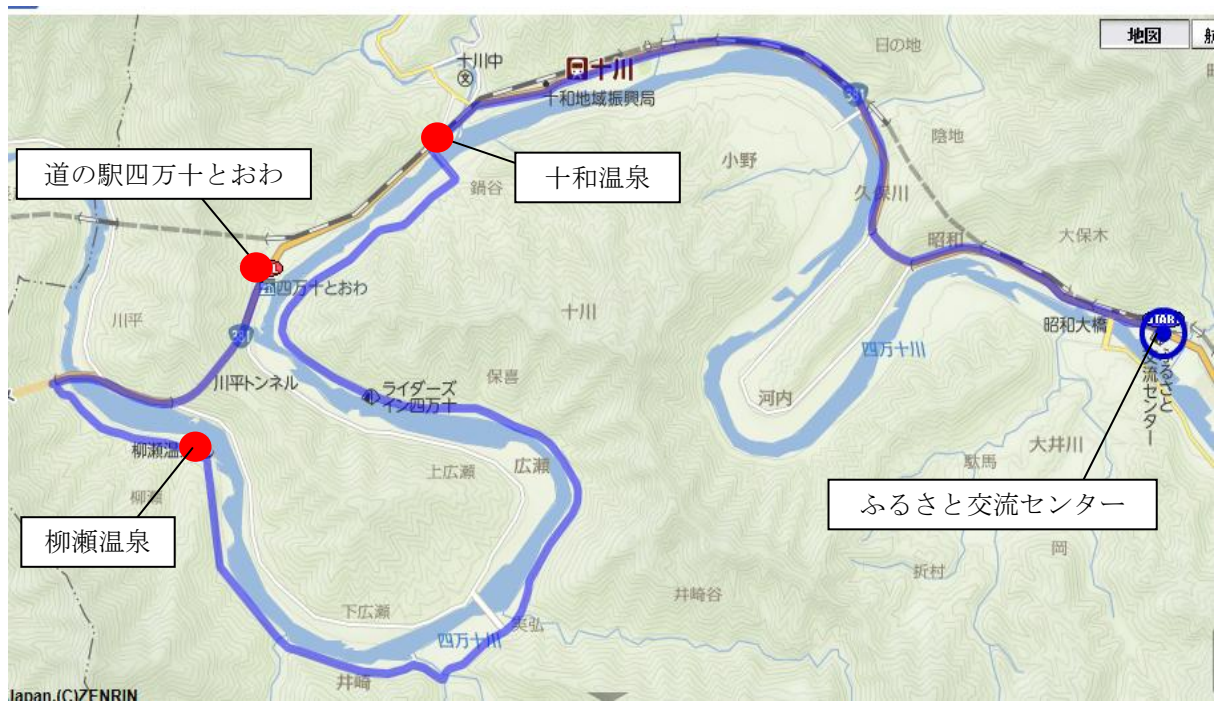 地図
航
日の地
十川中
文
十川
十和地域振興局
381
陰地
道の駅四万十とおわ
十和温泉
小野
鍋谷
久保川
昭和
大保木
四万十とおわ
川平
十川
昭和大橋
START
381
四万十川
ふるさと
交流センター
川平トンネル
保喜
ライダーズ
イン四万十
河内
柳瀬温
大井川
上広瀬
広瀬
駄馬
柳瀬
ふるさと交流センター
柳瀬温泉
岡
折村
井崎谷
下広瀬
四万十川
井崎
Japan,(C)ZENRIN